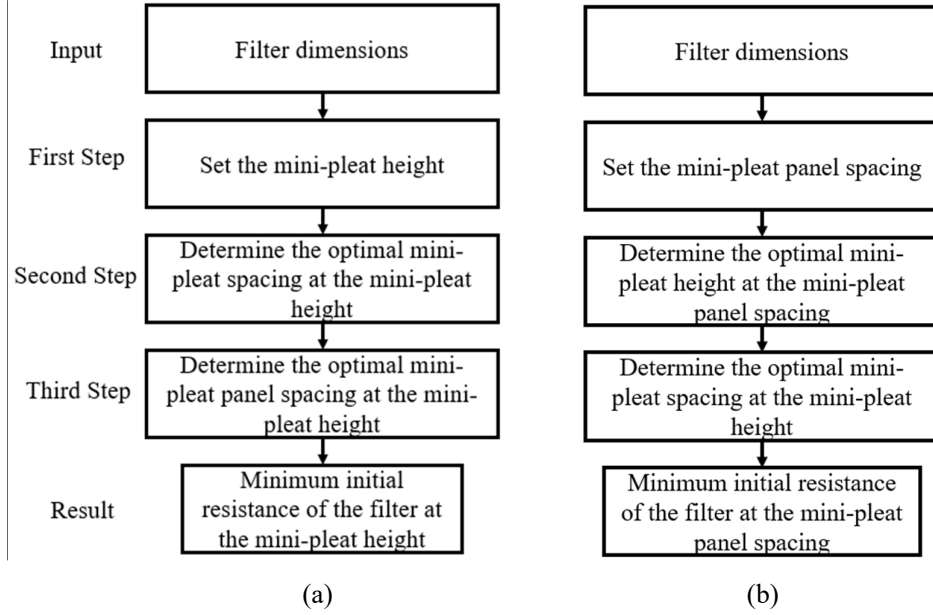 Input
Filter dimensions
Filter dimensions
First Step
Set the mini-pleat height
Set the mini-pleat panel spacing
Second Step
Determine the optimal mini-
pleat spacing at the mini-pleat
height
Determine the optimal mini-
pleat height at the mini-pleat
panel spacing
Third Step
Determine the optimal mini-
pleat panel spacing at the mini-
pleat height
Determine the optimal mini-
pleat spacing at the mini-pleat
height
Result
Minimum initial
resistance of the filter at
the mini-pleat height
Minimum initial resistance
of the filter at the mini-pleat
panel spacing
(a)
(b)